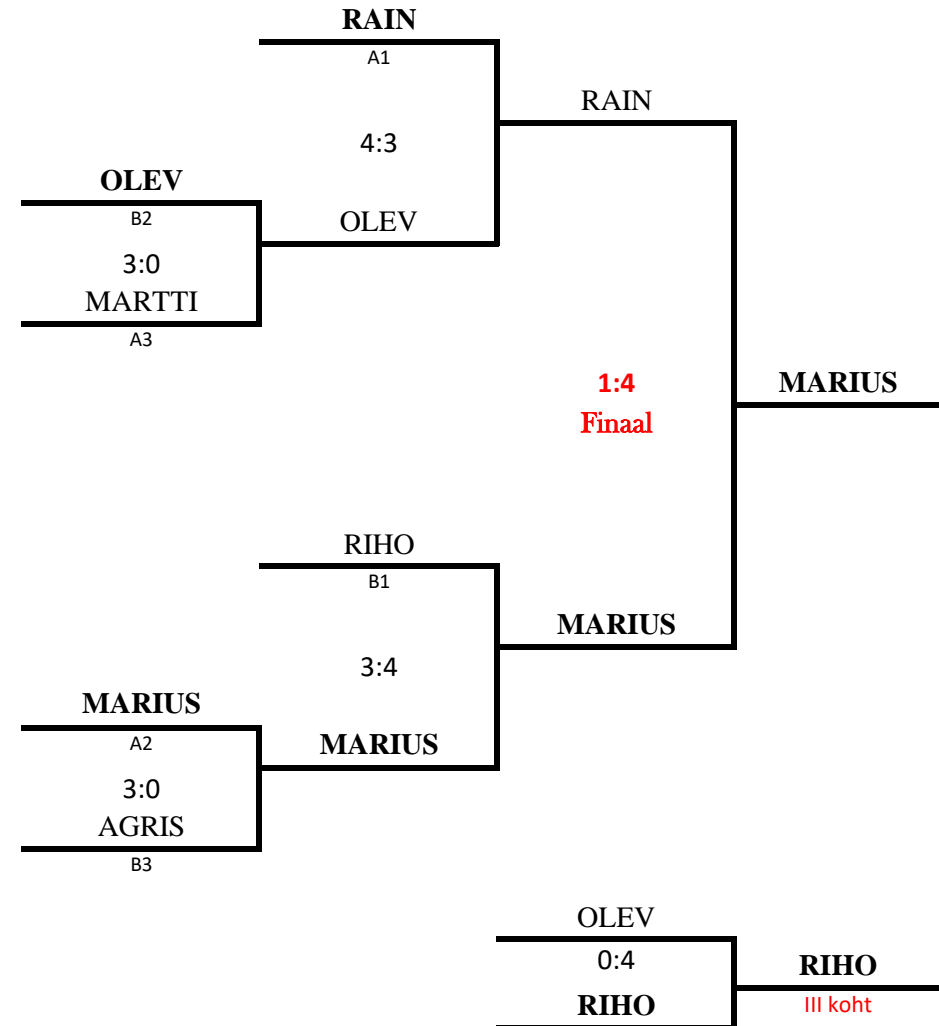 RAIN
A1
RAIN
4:3
OLEV
B2
OLEV
3:0
MARTTI
A3
1:4
MARIUS
Finaal
RIHO
B1
MARIUS
3:4
MARIUS
A2
MARIUS
3:0
AGRIS
B3
OLEV
0:4
RIHO
RIHO
III koht